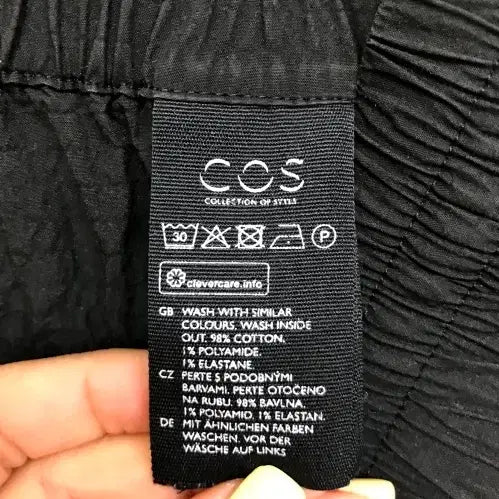 COS
COLLECTION OF STYLE
30 P
clevercare.info
GB WASH WITH SIMILAR
COLOURS. WASH INSIDE
OUT. 98% COTTON.
1% POLYAMIDE.
1% ELASTANE.
CZ PERTE S PODOBNÝMI
BARVAMI. PERTE OTOČENO
NA RUBU. 98% BAVLNA.
1% POLYAMID. 1% ELASTAN.
DE MIT ÄHNLICHEN FARBEN
WASCHEN. VOR DER
WÄSCHE AUF LINKS